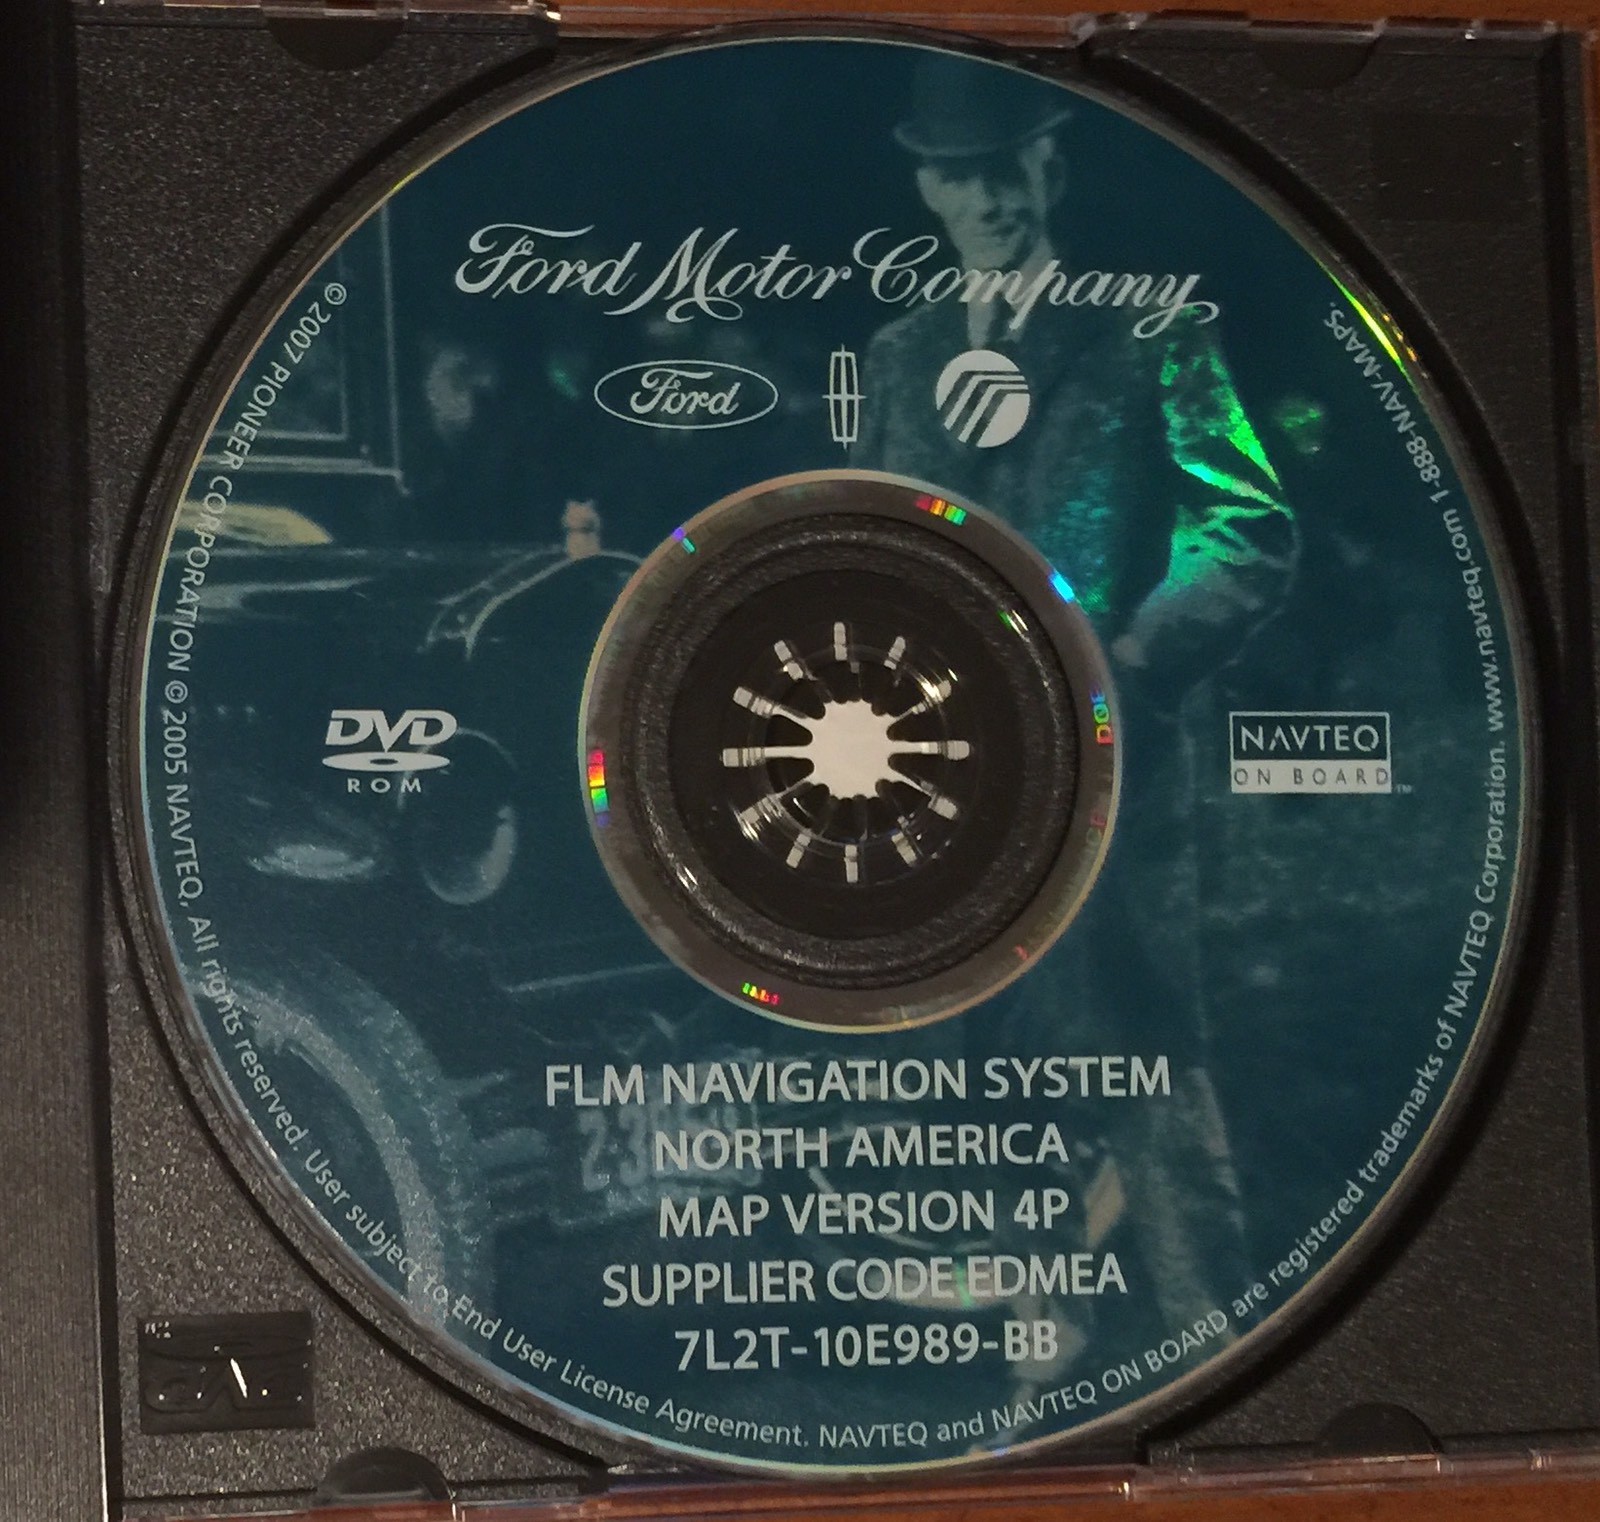 Ford Motor Company
Ford
DVD
ROM
NAVTEQ
ON BOARD™
FLM NAVIGATION SYSTEM
NORTH AMERICA
MAP VERSION 4P
SUPPLIER CODE EDMEA
7L2T-10E989-BB
©2007 PIONEER CORPORATION ©2005 NAVTEQ, All rights reserved. User subject to End User License Agreement. NAVTEQ and NAVTEQ ON BOARD are registered trademarks of NAVTEQ Corporation. www.navteq.com 1-888-NAV-MAPS.